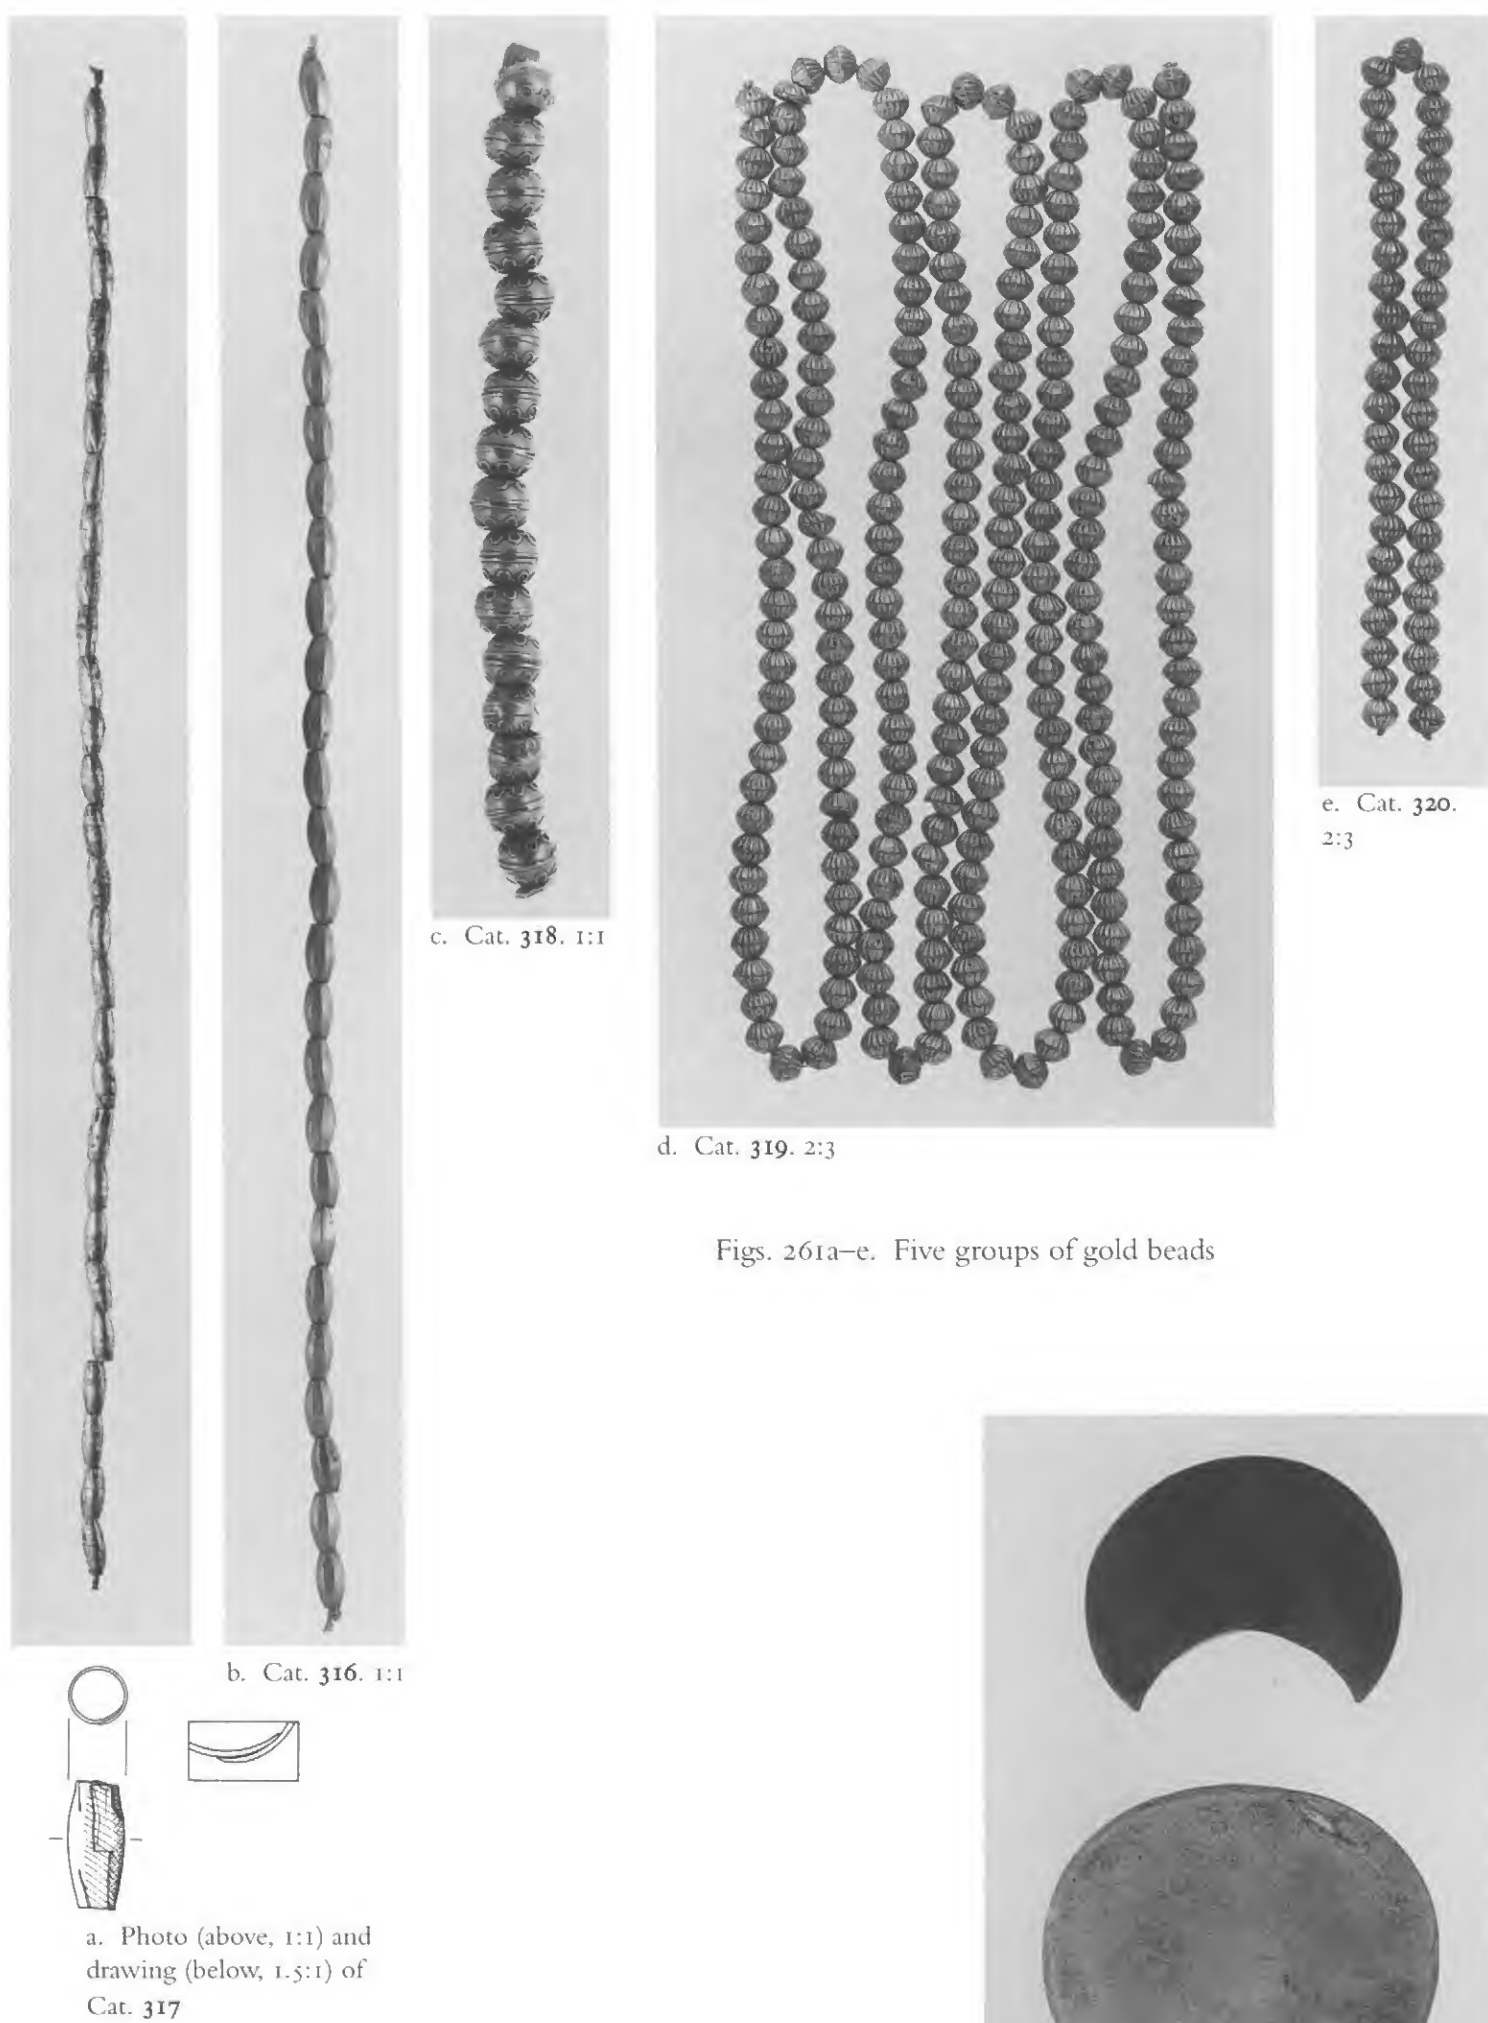 e. Cat. 320.
2:3
c. Cat. 318. 1:1
d. Cat. 319. 2:3
Figs. 261a–e. Five groups of gold beads
b. Cat. 316. 1:1
a. Photo (above, 1:1) and
drawing (below, 1.5:1) of
Cat. 317